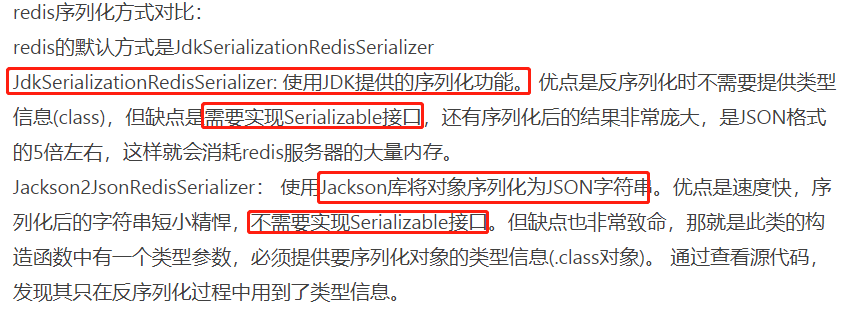 redis序列化方式对比：
redis的默认方式是JdkSerializationRedisSerializer
JdkSerializationRedisSerializer: 使用JDK提供的序列化功能。 优点是反序列化时不需要提供类型
信息(class)，但缺点是需要实现Serializable接口，还有序列化后的结果非常庞大，是JSON格式
的5倍左右，这样就会消耗redis服务器的大量内存。
Jackson2JsonRedisSerializer： 使用Jackson库将对象序列化为JSON字符串。优点是速度快，序
列化后的字符串短小精悍，不需要实现Serializable接口。但缺点也非常致命，那就是此类的构
造函数中有一个类型参数，必须提供要序列化对象的类型信息(.class对象)。 通过查看源代码，
发现其只在反序列化过程中用到了类型信息。